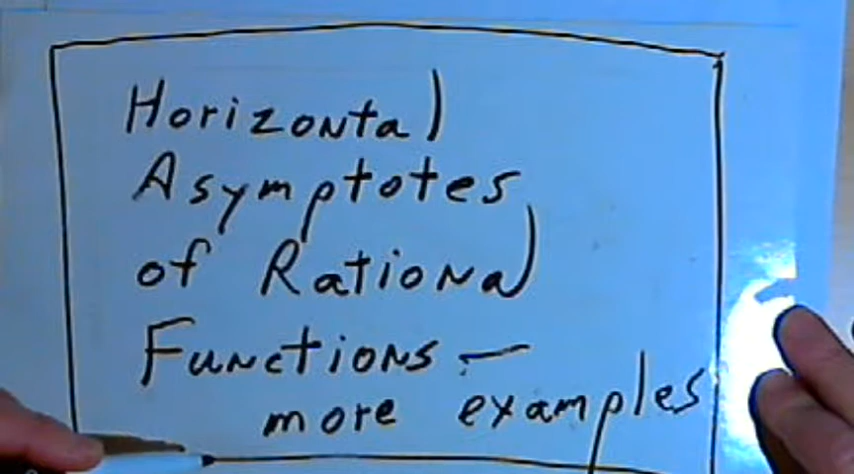 Horizontal
Asymptotes
of Rational
Functions —
more examples